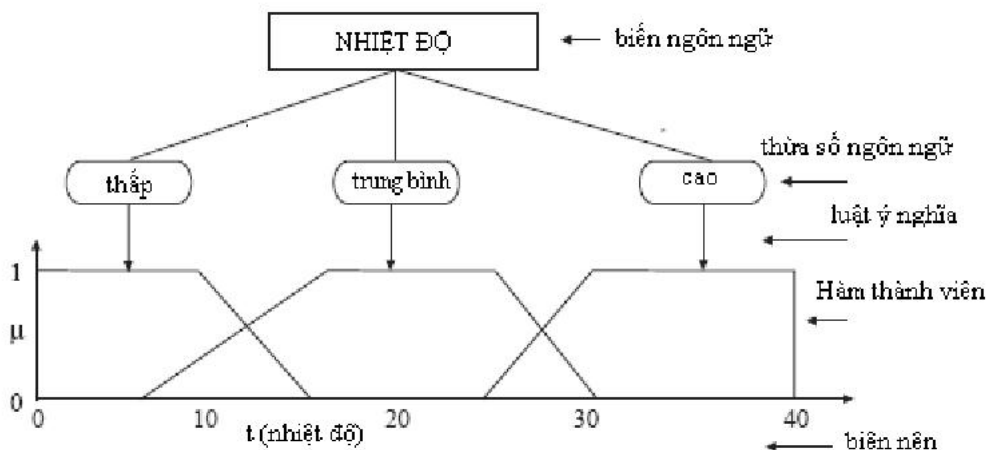 NHIỆT ĐỘ
biến ngôn ngữ
thừa số ngôn ngữ
thấp
trung bình
cao
luật ý nghĩa
1
Hàm thành viên
μ
0
0 10 20 30 40
t (nhiệt độ)
biên nên